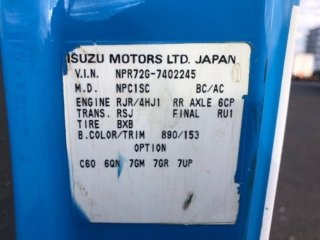 ISUZU MOTORS LTD. JAPAN
V.I.N. NPR72G-7402245
M.D. NPC1SC BC/AC
ENGINE RJR/4HJ1 RR AXLE 6CP
TRANS. RSJ FINAL RU1
TIRE BXB
B.COLOR/TRIM 890/153
OPTION
C60 6QN 7GM 7GR 7UP